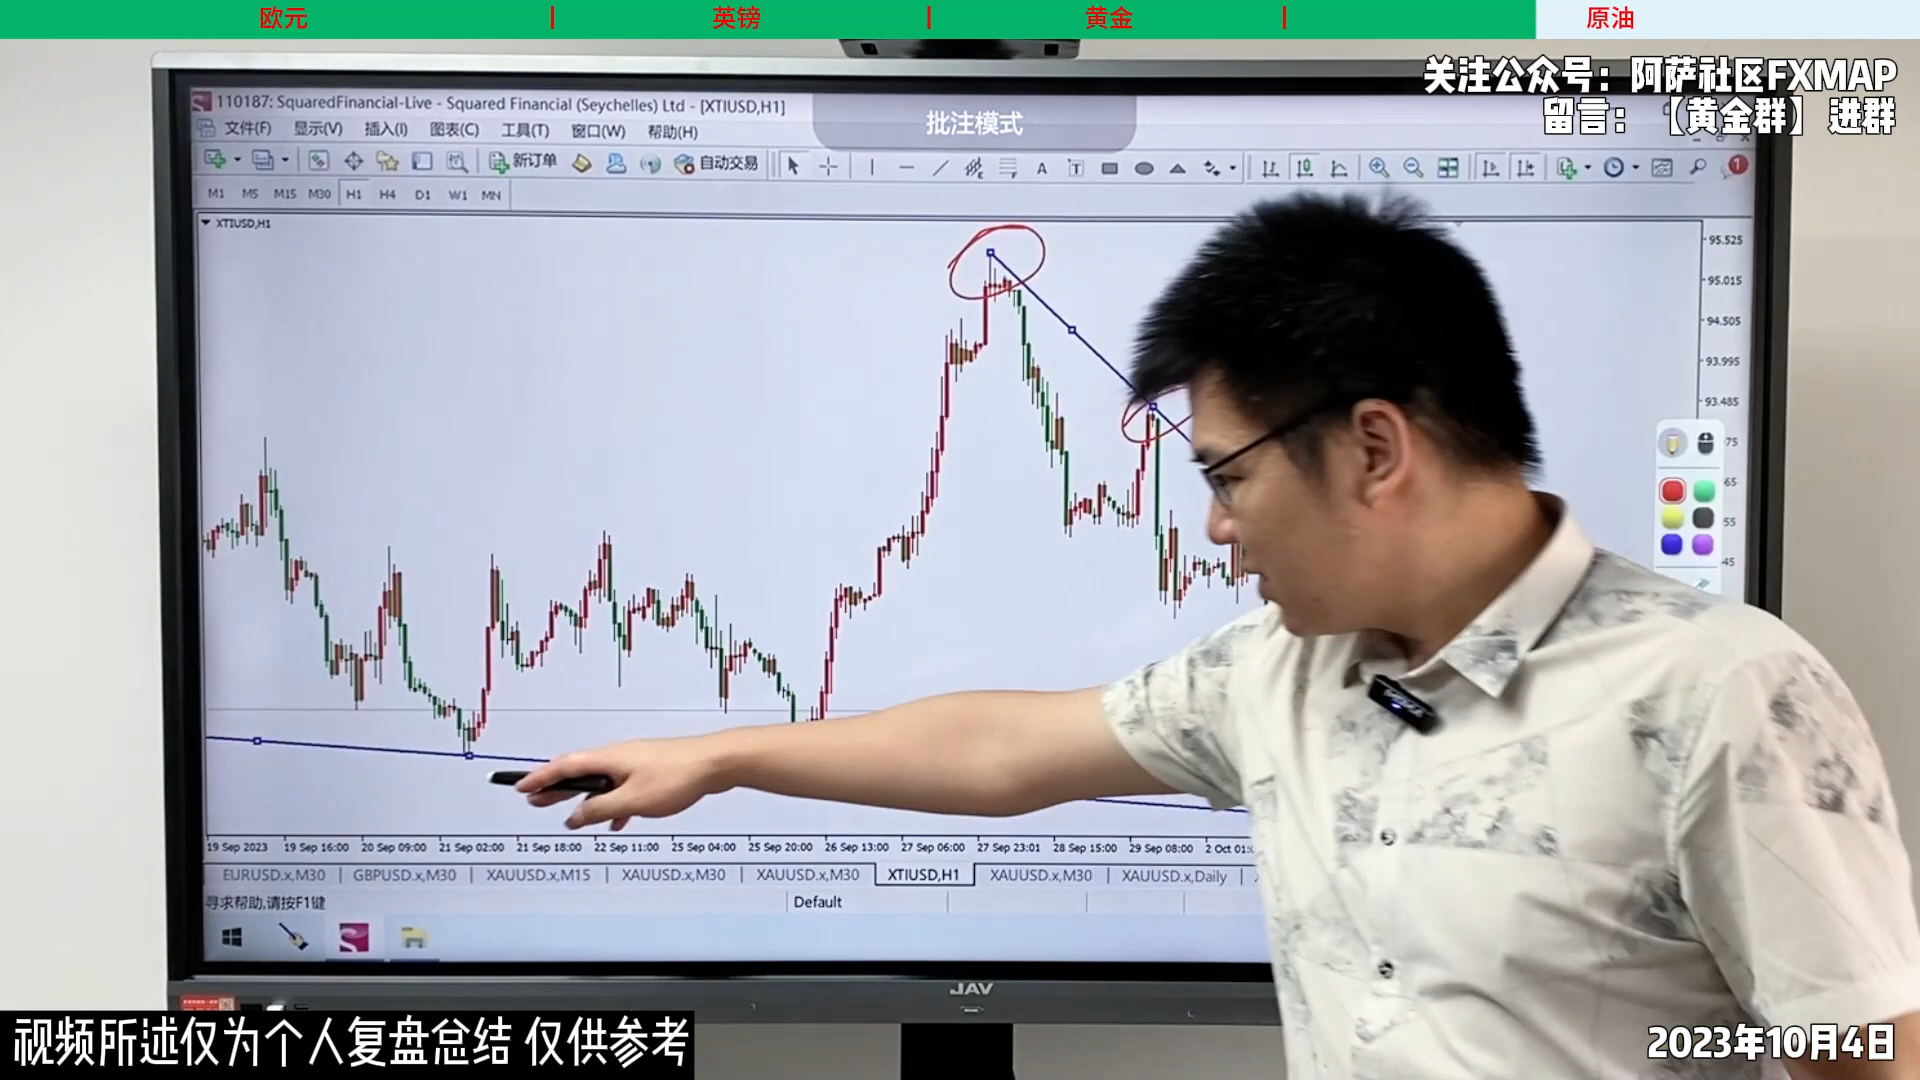 欧元 | 英镑 | 黄金 | 原油
关注公众号：阿萨社区FXMAP
留言：【黄金群】进群
110187: SquaredFinancial-Live - Squared Financial (Seychelles) Ltd - [XTIUSD,H1]
批注模式
文件(F) 显示(V) 插入(I) 图表(C) 工具(T) 窗口(W) 帮助(H)
新订单 自动交易 A T 1
M1 M5 M15 M30 H1 H4 D1 W1 MN
XTIUSD,H1
95.525
95.015
94.505
93.995
93.485
75
65
55
45
19 Sep 2023 19 Sep 16:00 20 Sep 09:00 21 Sep 02:00 21 Sep 18:00 22 Sep 11:00 25 Sep 04:00 25 Sep 20:00 26 Sep 13:00 27 Sep 06:00 27 Sep 23:01 28 Sep 15:00 29 Sep 08:00 2 Oct 01:
EURUSD.x,M30 | GBPUSD.x,M30 | XAUUSD.x,M15 | XAUUSD.x,M30 | XAUUSD.x,M30 | XTIUSD,H1 | XAUUSD.x,M30 | XAUUSD.x,Daily |
寻求帮助,请按F1键 Default
JAV
视频所述仅为个人复盘总结 仅供参考
2023年10月4日